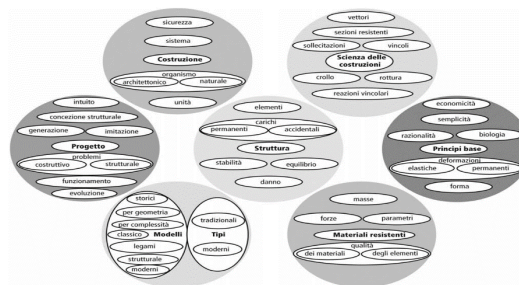 sicurezza
sistema
Costruzione
organismo
architettonico naturale
unità
vettori
sezioni resistenti
sollecitazioni vincoli
Scienza delle
costruzioni
crollo rottura
reazioni vincolari
intuito
concezione strutturale
generazione imitazione
Progetto
problemi
costruttivo strutturale
funzionamento
evoluzione
elementi
carichi
permanenti accidentali
Struttura
stabilità equilibrio
danno
economicità
semplicità
razionalità biologia
Principi base
deformazioni
elastiche permanenti
forma
storici
per geometria
per complessità
classico Modelli
legami
strutturale
moderni
tradizionali
Tipi
moderni
masse
forze parametri
Materiali resistenti
qualità
dei materiali degli elementi